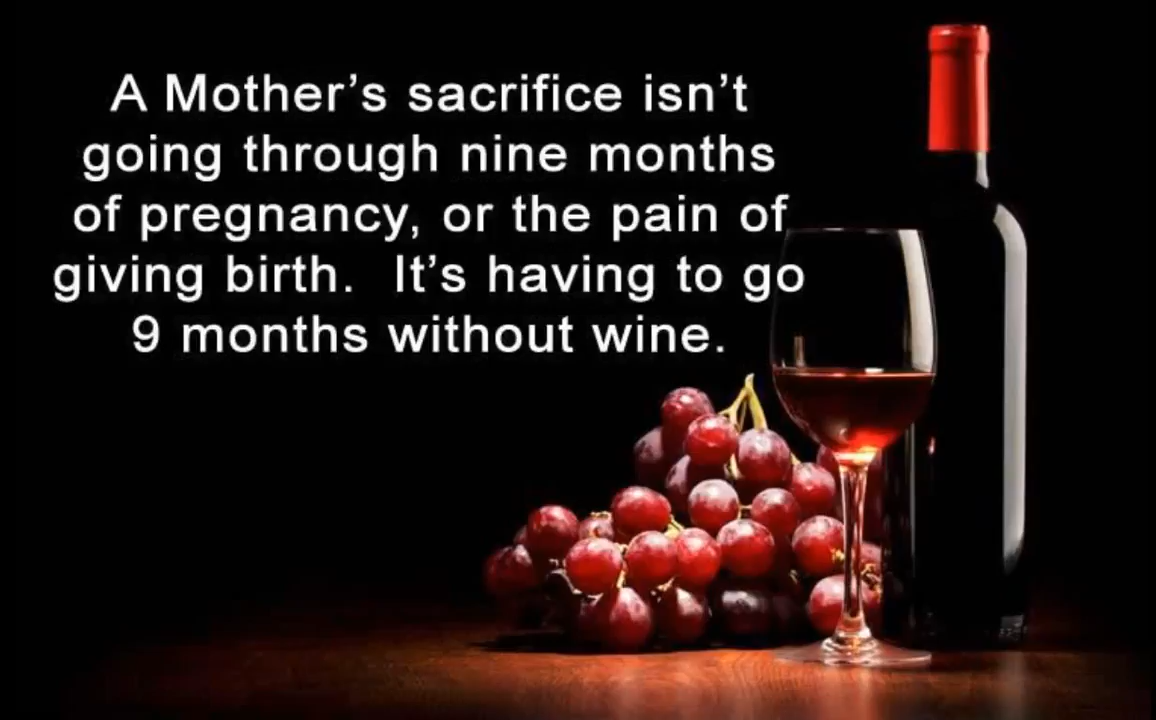 A Mother’s sacrifice isn’t
going through nine months
of pregnancy, or the pain of
giving birth.  It’s having to go
9 months without wine.